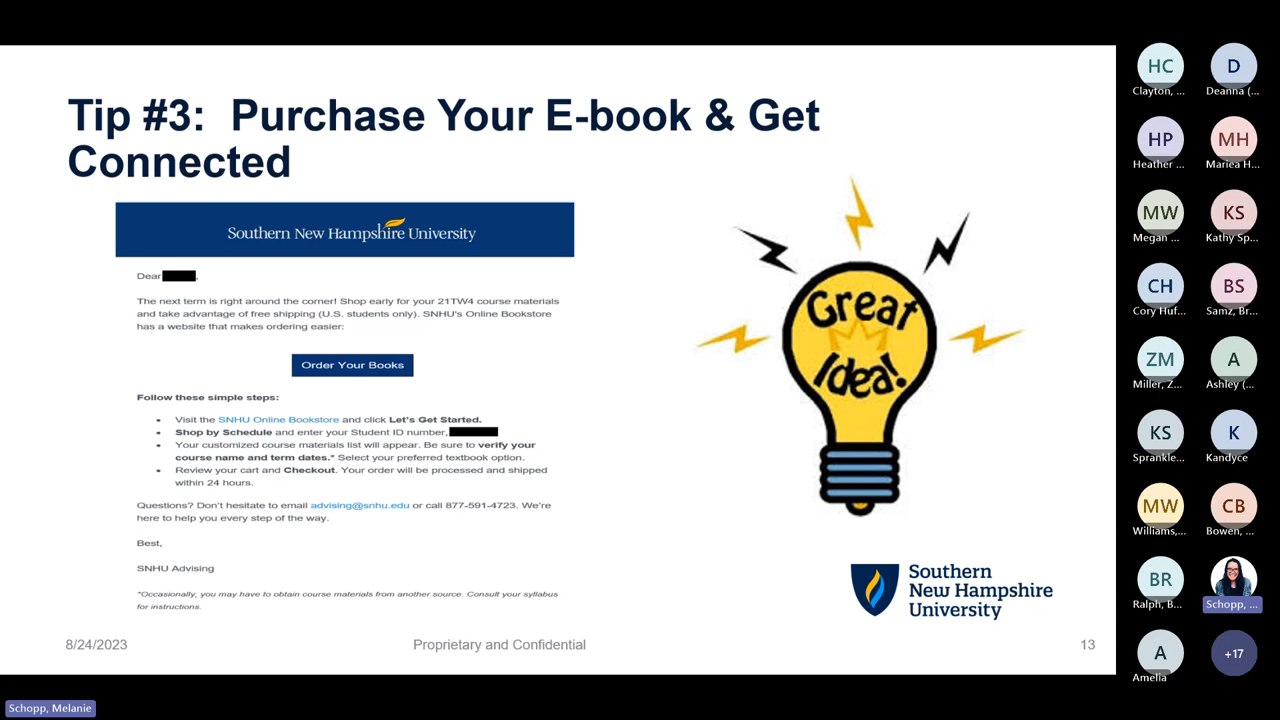 Tip #3: Purchase Your E-book & Get
Connected
Southern New Hampshire University
Dear ,
The next term is right around the corner! Shop early for your 21TW4 course materials
and take advantage of free shipping (U.S. students only). SNHU's Online Bookstore
has a website that makes ordering easier:
Order Your Books
Follow these simple steps:
• Visit the SNHU Online Bookstore and click Let's Get Started.
• Shop by Schedule and enter your Student ID number,
• Your customized course materials list will appear. Be sure to verify your
course name and term dates.* Select your preferred textbook option.
• Review your cart and Checkout. Your order will be processed and shipped
within 24 hours.
Questions? Don't hesitate to email advising@snhu.edu or call 877-591-4723. We're
here to help you every step of the way.
Best,
SNHU Advising
*Occasionally, you may have to obtain course materials from another source. Consult your syllabus
for instructions.
Great
Idea!
Southern
New Hampshire
University
8/24/2023
Proprietary and Confidential
13
HC
Clayton, ...
D
Deanna (...
HP
Heather ...
MH
Mariea H...
MW
Megan ...
KS
Kathy Sp...
CH
Cory Huf...
BS
Samz, Br...
ZM
Miller, Z...
A
Ashley (...
KS
Sprankle...
K
Kandyce
MW
Williams,...
CB
Bowen, ...
BR
Ralph, B...
Schopp, ...
A
Amelia
+17
Schopp, Melanie